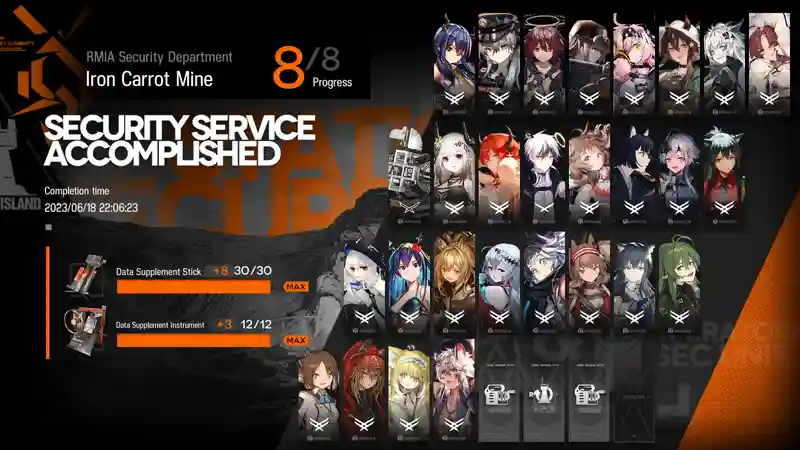 RMIA Security Department
Iron Carrot Mine
8/8
Progress
SECURITY SERVICE
ACCOMPLISHED
Completion time
2023/06/18 22:06:23
ISLAND
Data Supplement Stick +8 30/30
MAX
Data Supplement Instrument +3 12/12
MAX